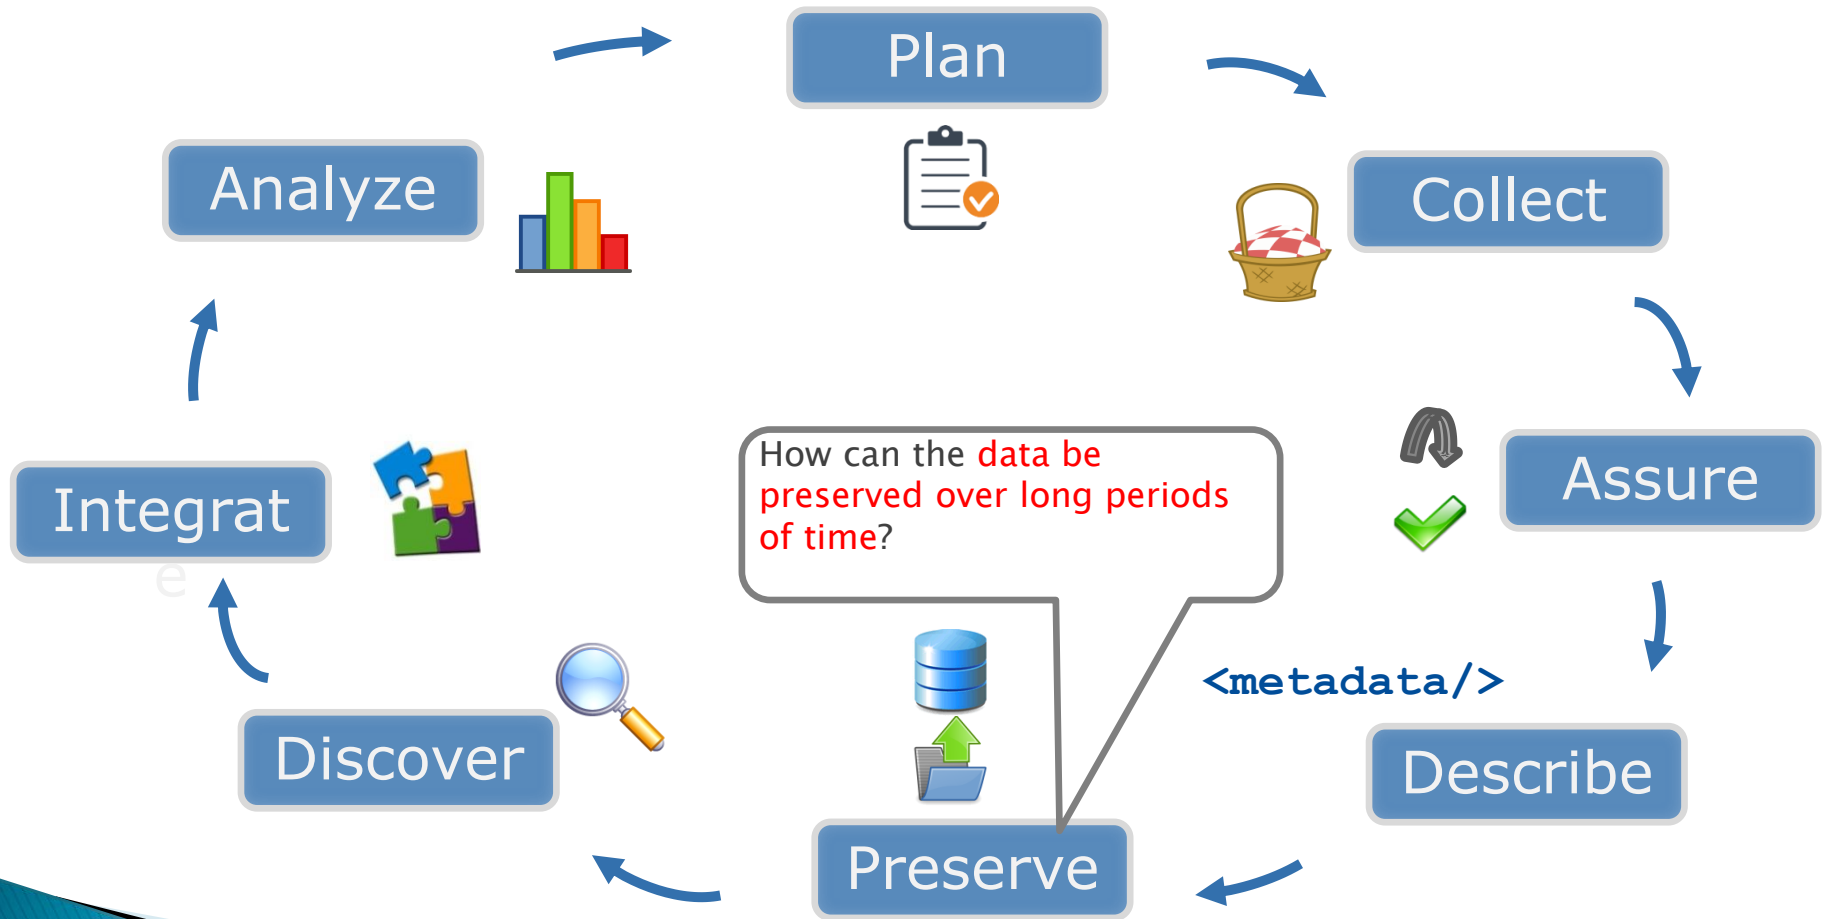 Plan
Analyze
Collect
How can the data be
preserved over long periods
of time?
Assure
Integrat
e
<metadata/>
Discover
Describe
Preserve